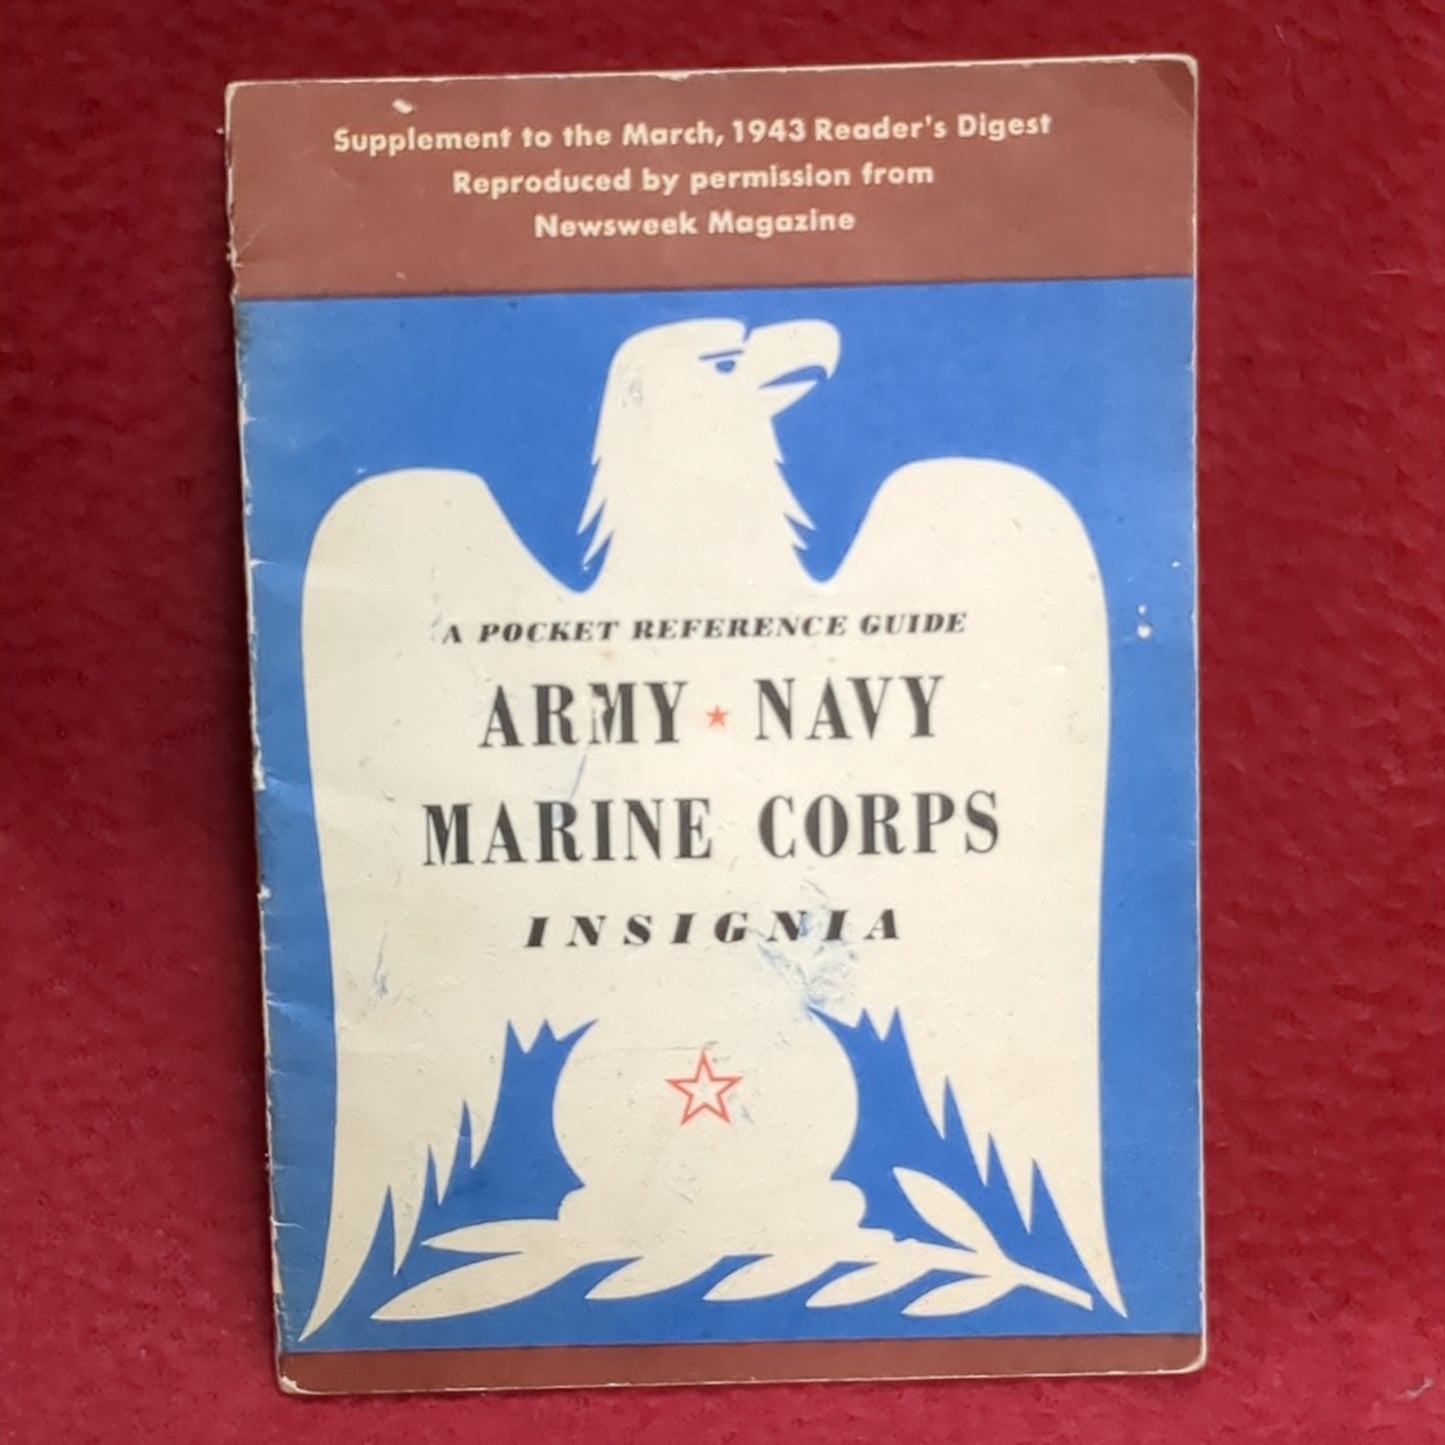 Supplement to the March, 1943 Reader's Digest
Reproduced by permission from
Newsweek Magazine
A POCKET REFERENCE GUIDE
ARMY ★ NAVY
MARINE CORPS
INSIGNIA